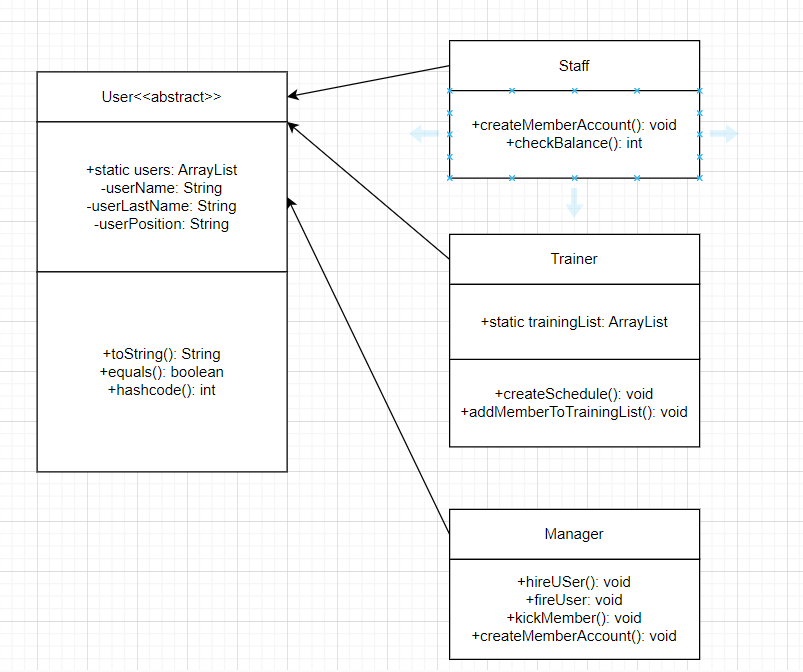 User<<abstract>>
+static users: ArrayList
-userName: String
-userLastName: String
-userPosition: String
+toString(): String
+equals(): boolean
+hashcode(): int
Staff
+createMemberAccount(): void
+checkBalance(): int
Trainer
+static trainingList: ArrayList
+createSchedule(): void
+addMemberToTrainingList(): void
Manager
+hireUSer(): void
+fireUser: void
+kickMember(): void
+createMemberAccount(): void